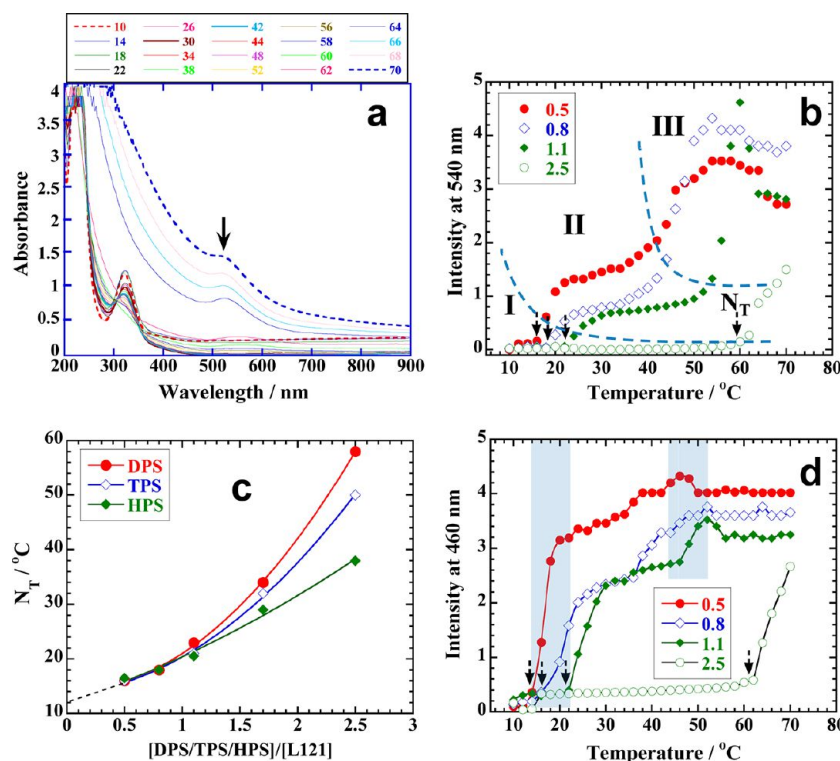 10 26 42 56 64
14 30 44 58 66
18 34 48 60 68
22 38 52 62 70
a
Absorbance
4
3.5
3
2.5
2
1.5
1
0.5
0
200 300 400 500 600 700 800 900
Wavelength / nm
b
0.5
0.8
1.1
2.5
I
II
III
N_T
Intensity at 540 nm
5
4
3
2
1
0
0 10 20 30 40 50 60 70 80
Temperature / °C
c
DPS
TPS
HPS
N_T / °C
60
50
40
30
20
10
0 0.5 1 1.5 2 2.5 3
[DPS/TPS/HPS]/[L121]
d
0.5
0.8
1.1
2.5
Intensity at 460 nm
5
4
3
2
1
0
0 10 20 30 40 50 60 70 80
Temperature / °C